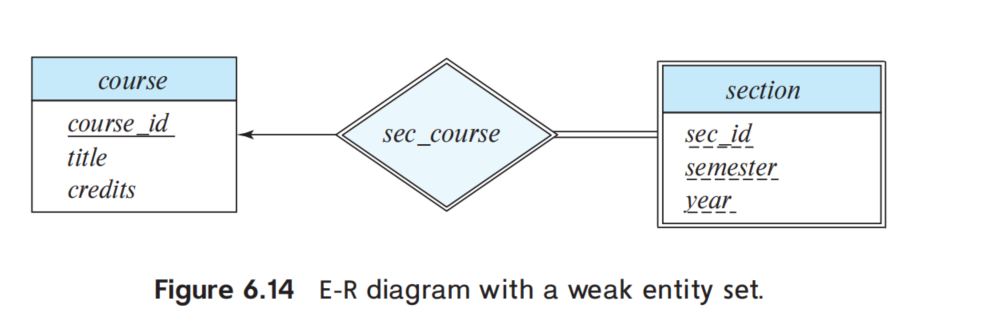 course
course_id
title
credits
sec_course
section
sec_id
semester
year
Figure 6.14 E-R diagram with a weak entity set.